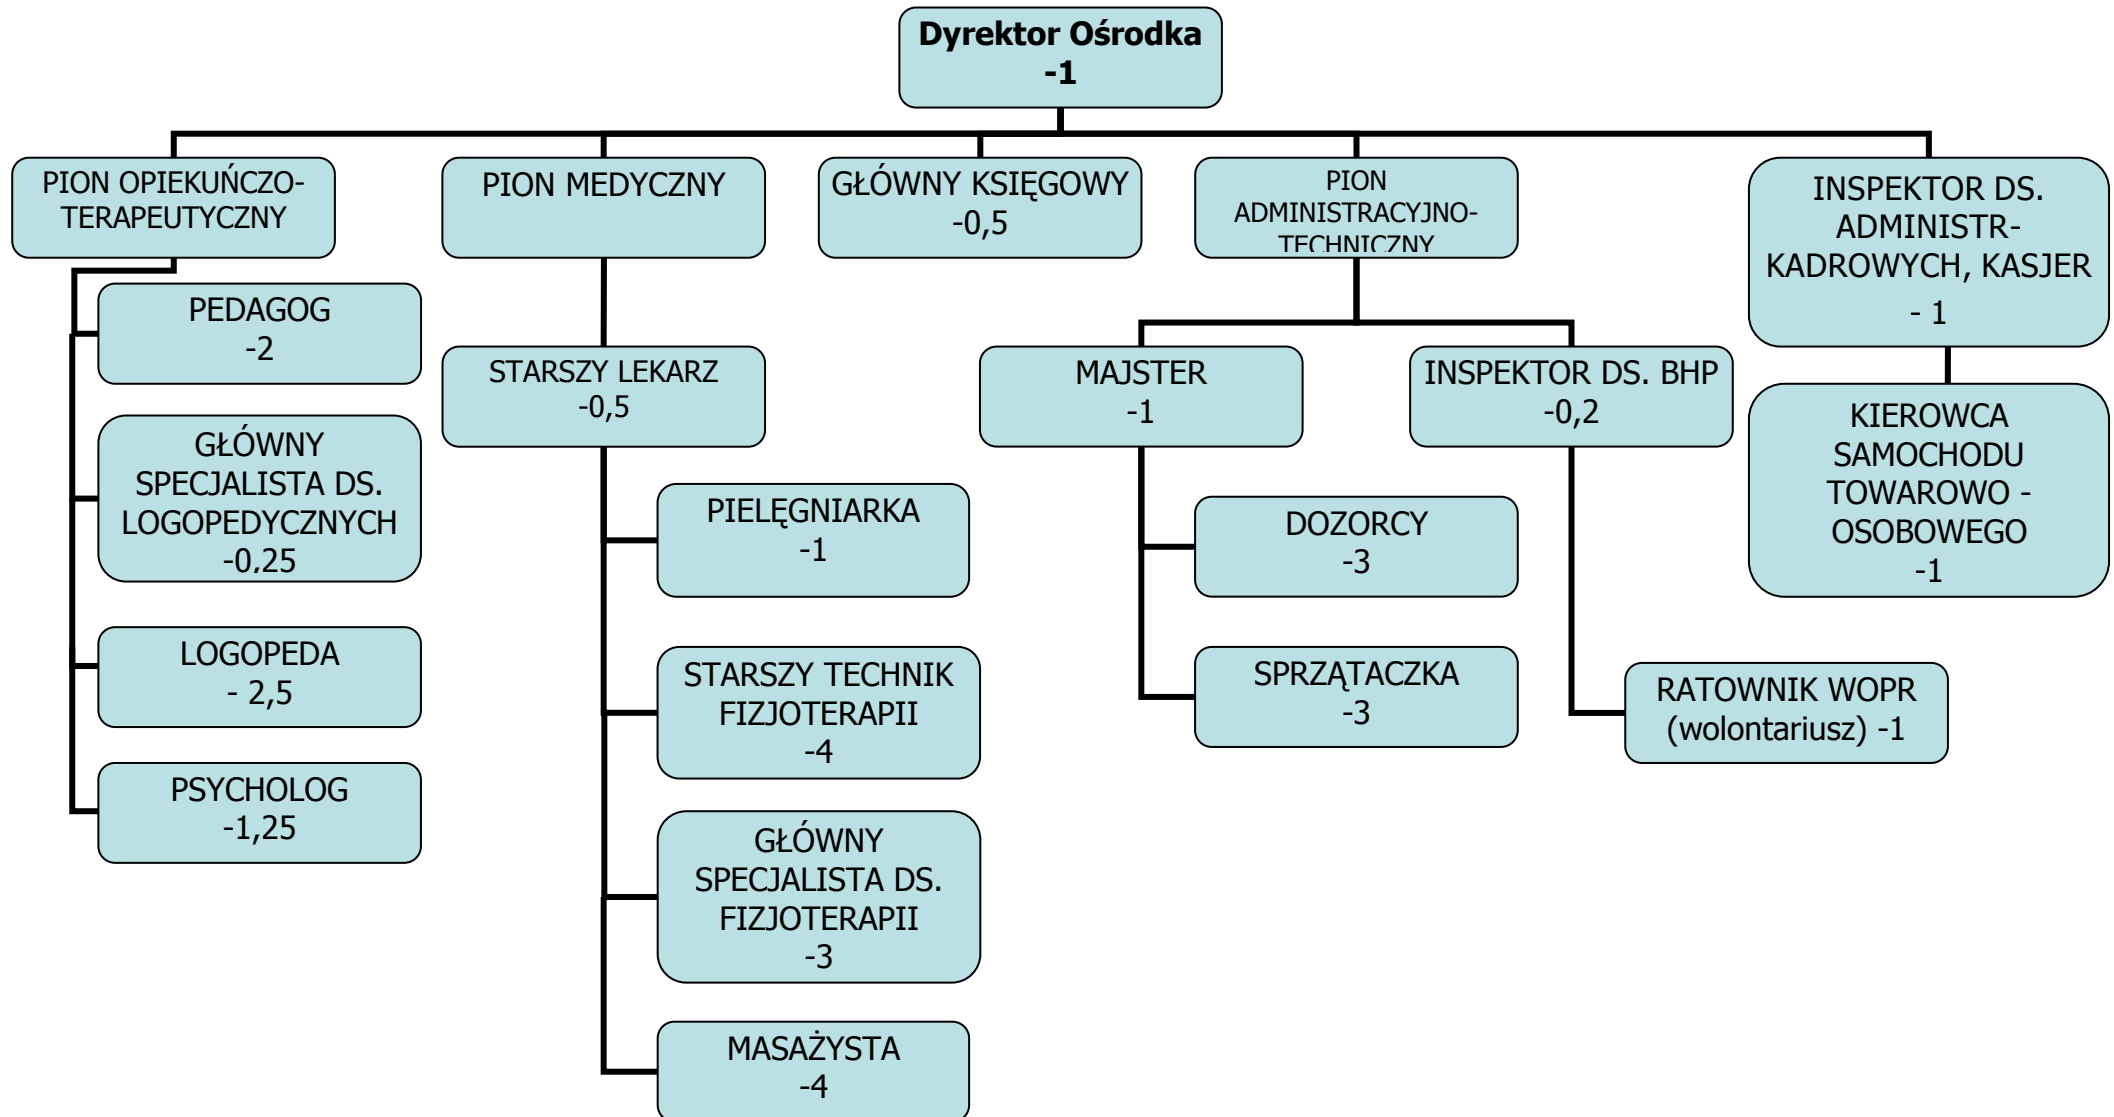 Dyrektor Ośrodka
-1
PION OPIEKUŃCZO-
TERAPEUTYCZNY
PION MEDYCZNY
GŁÓWNY KSIĘGOWY
-0,5
PION
ADMINISTRACYJNO-
TECHNICZNY
INSPEKTOR DS.
ADMINISTR-
KADROWYCH, KASJER
- 1
PEDAGOG
-2
STARSZY LEKARZ
-0,5
MAJSTER
-1
INSPEKTOR DS. BHP
-0,2
KIEROWCA
SAMOCHODU
TOWAROWO -
OSOBOWEGO
-1
GŁÓWNY
SPECJALISTA DS.
LOGOPEDYCZNYCH
-0,25
PIELĘGNIARKA
-1
DOZORCY
-3
LOGOPEDA
- 2,5
STARSZY TECHNIK
FIZJOTERAPII
-4
SPRZĄTACZKA
-3
RATOWNIK WOPR
(wolontariusz) -1
PSYCHOLOG
-1,25
GŁÓWNY
SPECJALISTA DS.
FIZJOTERAPII
-3
MASAŻYSTA
-4